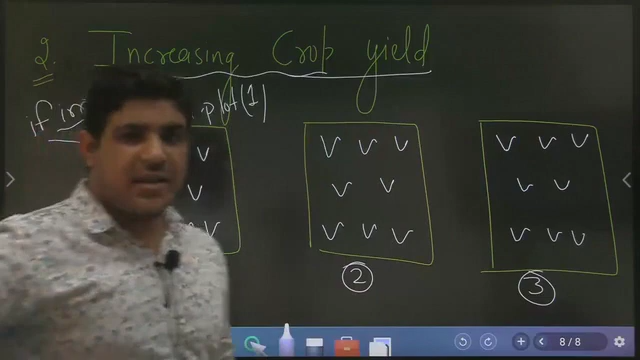 2. Increasing Crop yield
if plot (1)
V V V V V V V V
V V V V V V V V
V V V V
② ③
8/8